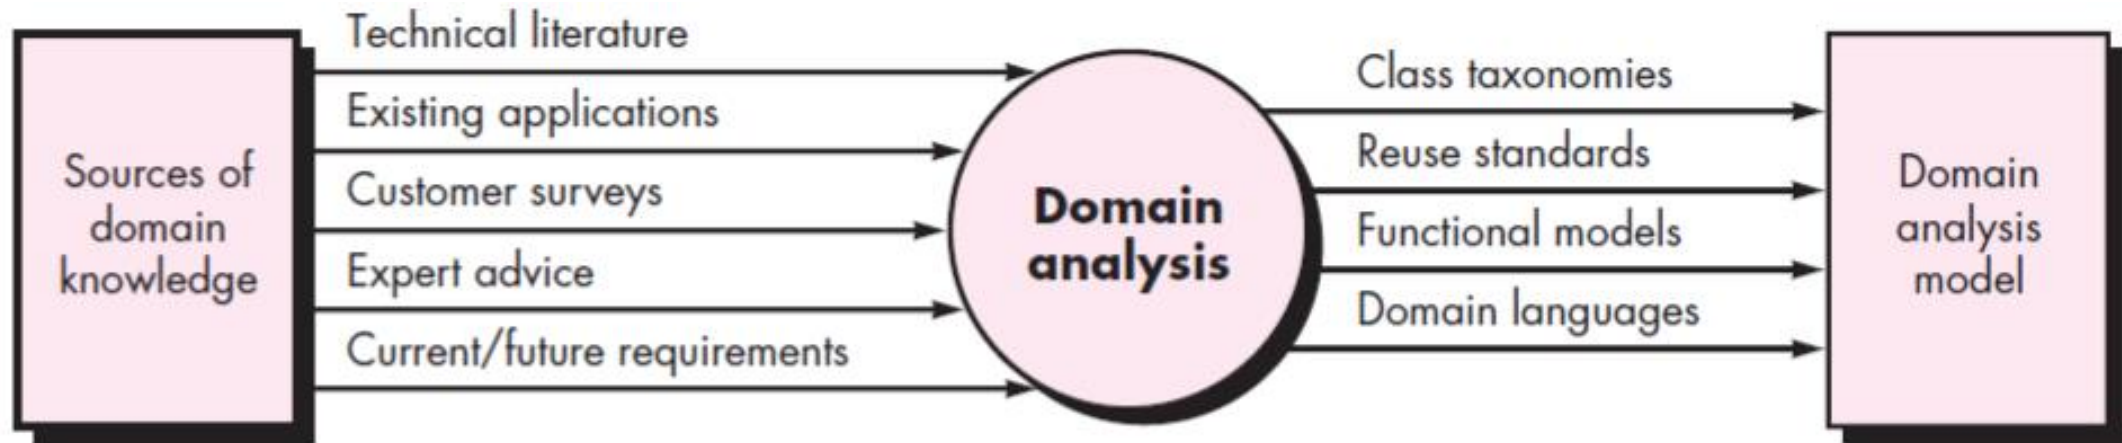 Sources of
domain
knowledge
Technical literature
Existing applications
Customer surveys
Expert advice
Current/future requirements
Domain
analysis
Class taxonomies
Reuse standards
Functional models
Domain languages
Domain
analysis
model